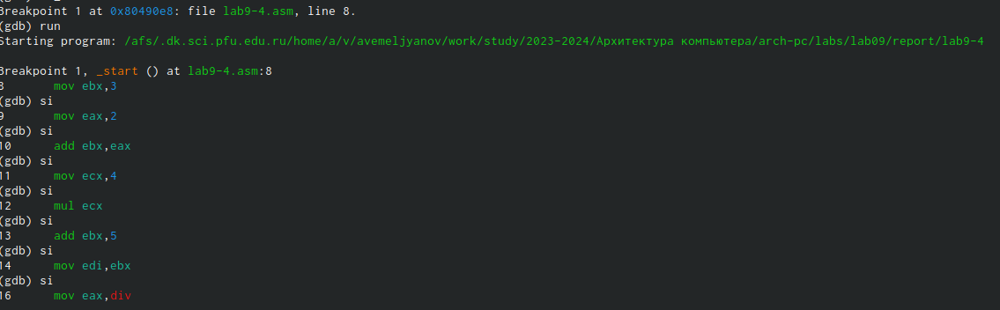 Breakpoint 1 at 0x80490e8: file lab9-4.asm, line 8.
(gdb) run
Starting program: /afs/.dk.sci.pfu.edu.ru/home/a/v/avemeljyanov/work/study/2023-2024/Архитектура компьютера/arch-pc/labs/lab09/report/lab9-4
Breakpoint 1, _start () at lab9-4.asm:8
8 mov ebx,3
(gdb) si
9 mov eax,2
(gdb) si
10 add ebx,eax
(gdb) si
11 mov ecx,4
(gdb) si
12 mul ecx
(gdb) si
13 add ebx,5
(gdb) si
14 mov edi,ebx
(gdb) si
16 mov eax,div